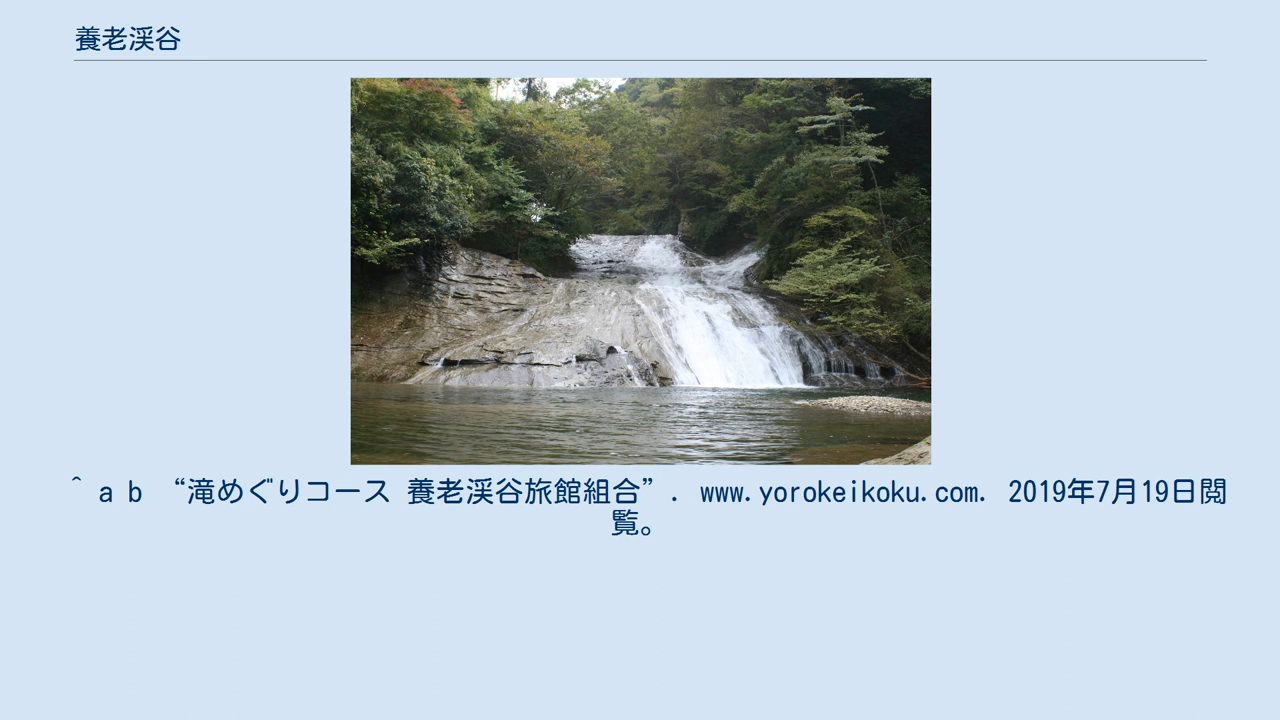 養老渓谷
^ a b “滝めぐりコース 養老渓谷旅館組合”. www.yorokeikoku.com. 2019年7月19日閲
覧。